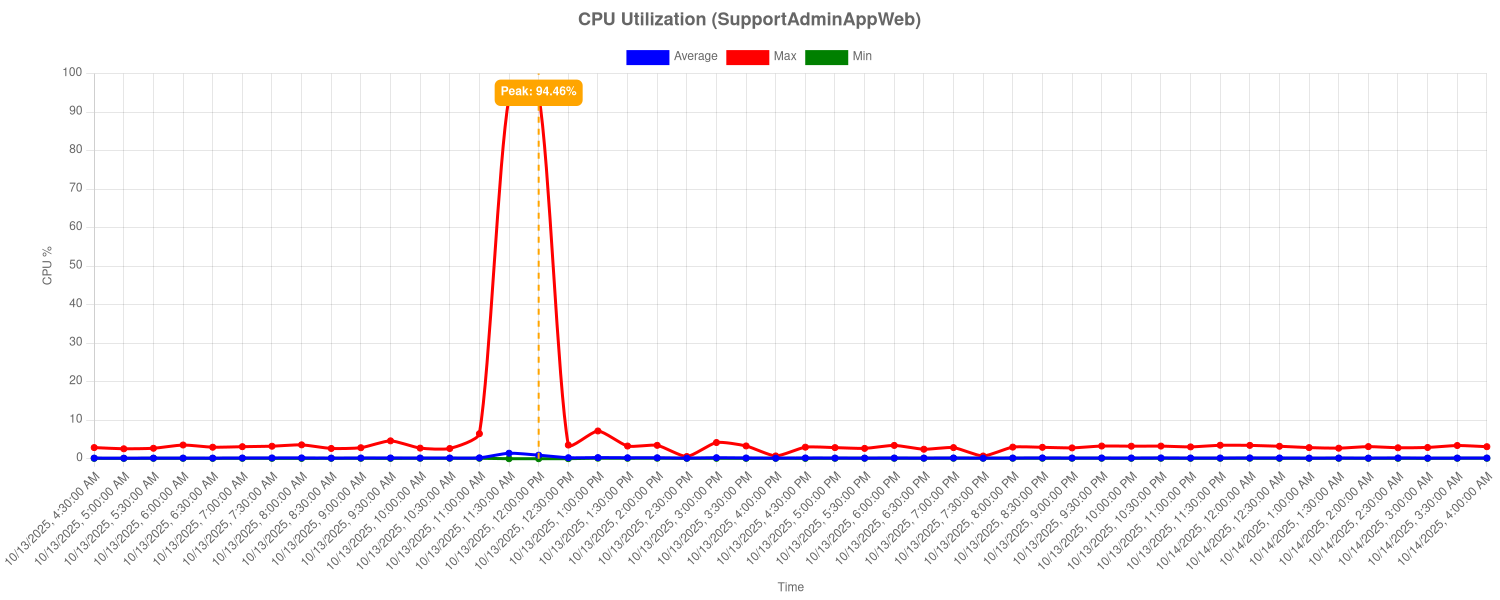 CPU Utilization (SupportAdminAppWeb)
Average Max Min
Peak: 94.46%
CPU %
100
90
80
70
60
50
40
30
20
10
0
10/13/2025, 4:30:00 AM
10/13/2025, 5:00:00 AM
10/13/2025, 5:30:00 AM
10/13/2025, 6:00:00 AM
10/13/2025, 6:30:00 AM
10/13/2025, 7:00:00 AM
10/13/2025, 7:30:00 AM
10/13/2025, 8:00:00 AM
10/13/2025, 8:30:00 AM
10/13/2025, 9:00:00 AM
10/13/2025, 9:30:00 AM
10/13/2025, 10:00:00 AM
10/13/2025, 10:30:00 AM
10/13/2025, 11:00:00 AM
10/13/2025, 11:30:00 AM
10/13/2025, 12:00:00 PM
10/13/2025, 12:30:00 PM
10/13/2025, 1:00:00 PM
10/13/2025, 1:30:00 PM
10/13/2025, 2:00:00 PM
10/13/2025, 2:30:00 PM
10/13/2025, 3:00:00 PM
10/13/2025, 3:30:00 PM
10/13/2025, 4:00:00 PM
10/13/2025, 4:30:00 PM
10/13/2025, 5:00:00 PM
10/13/2025, 5:30:00 PM
10/13/2025, 6:00:00 PM
10/13/2025, 6:30:00 PM
10/13/2025, 7:00:00 PM
10/13/2025, 7:30:00 PM
10/13/2025, 8:00:00 PM
10/13/2025, 8:30:00 PM
10/13/2025, 9:00:00 PM
10/13/2025, 9:30:00 PM
10/13/2025, 10:00:00 PM
10/13/2025, 10:30:00 PM
10/13/2025, 11:00:00 PM
10/13/2025, 11:30:00 PM
10/14/2025, 12:00:00 AM
10/14/2025, 12:30:00 AM
10/14/2025, 1:00:00 AM
10/14/2025, 1:30:00 AM
10/14/2025, 2:00:00 AM
10/14/2025, 2:30:00 AM
10/14/2025, 3:00:00 AM
10/14/2025, 3:30:00 AM
10/14/2025, 4:00:00 AM
Time